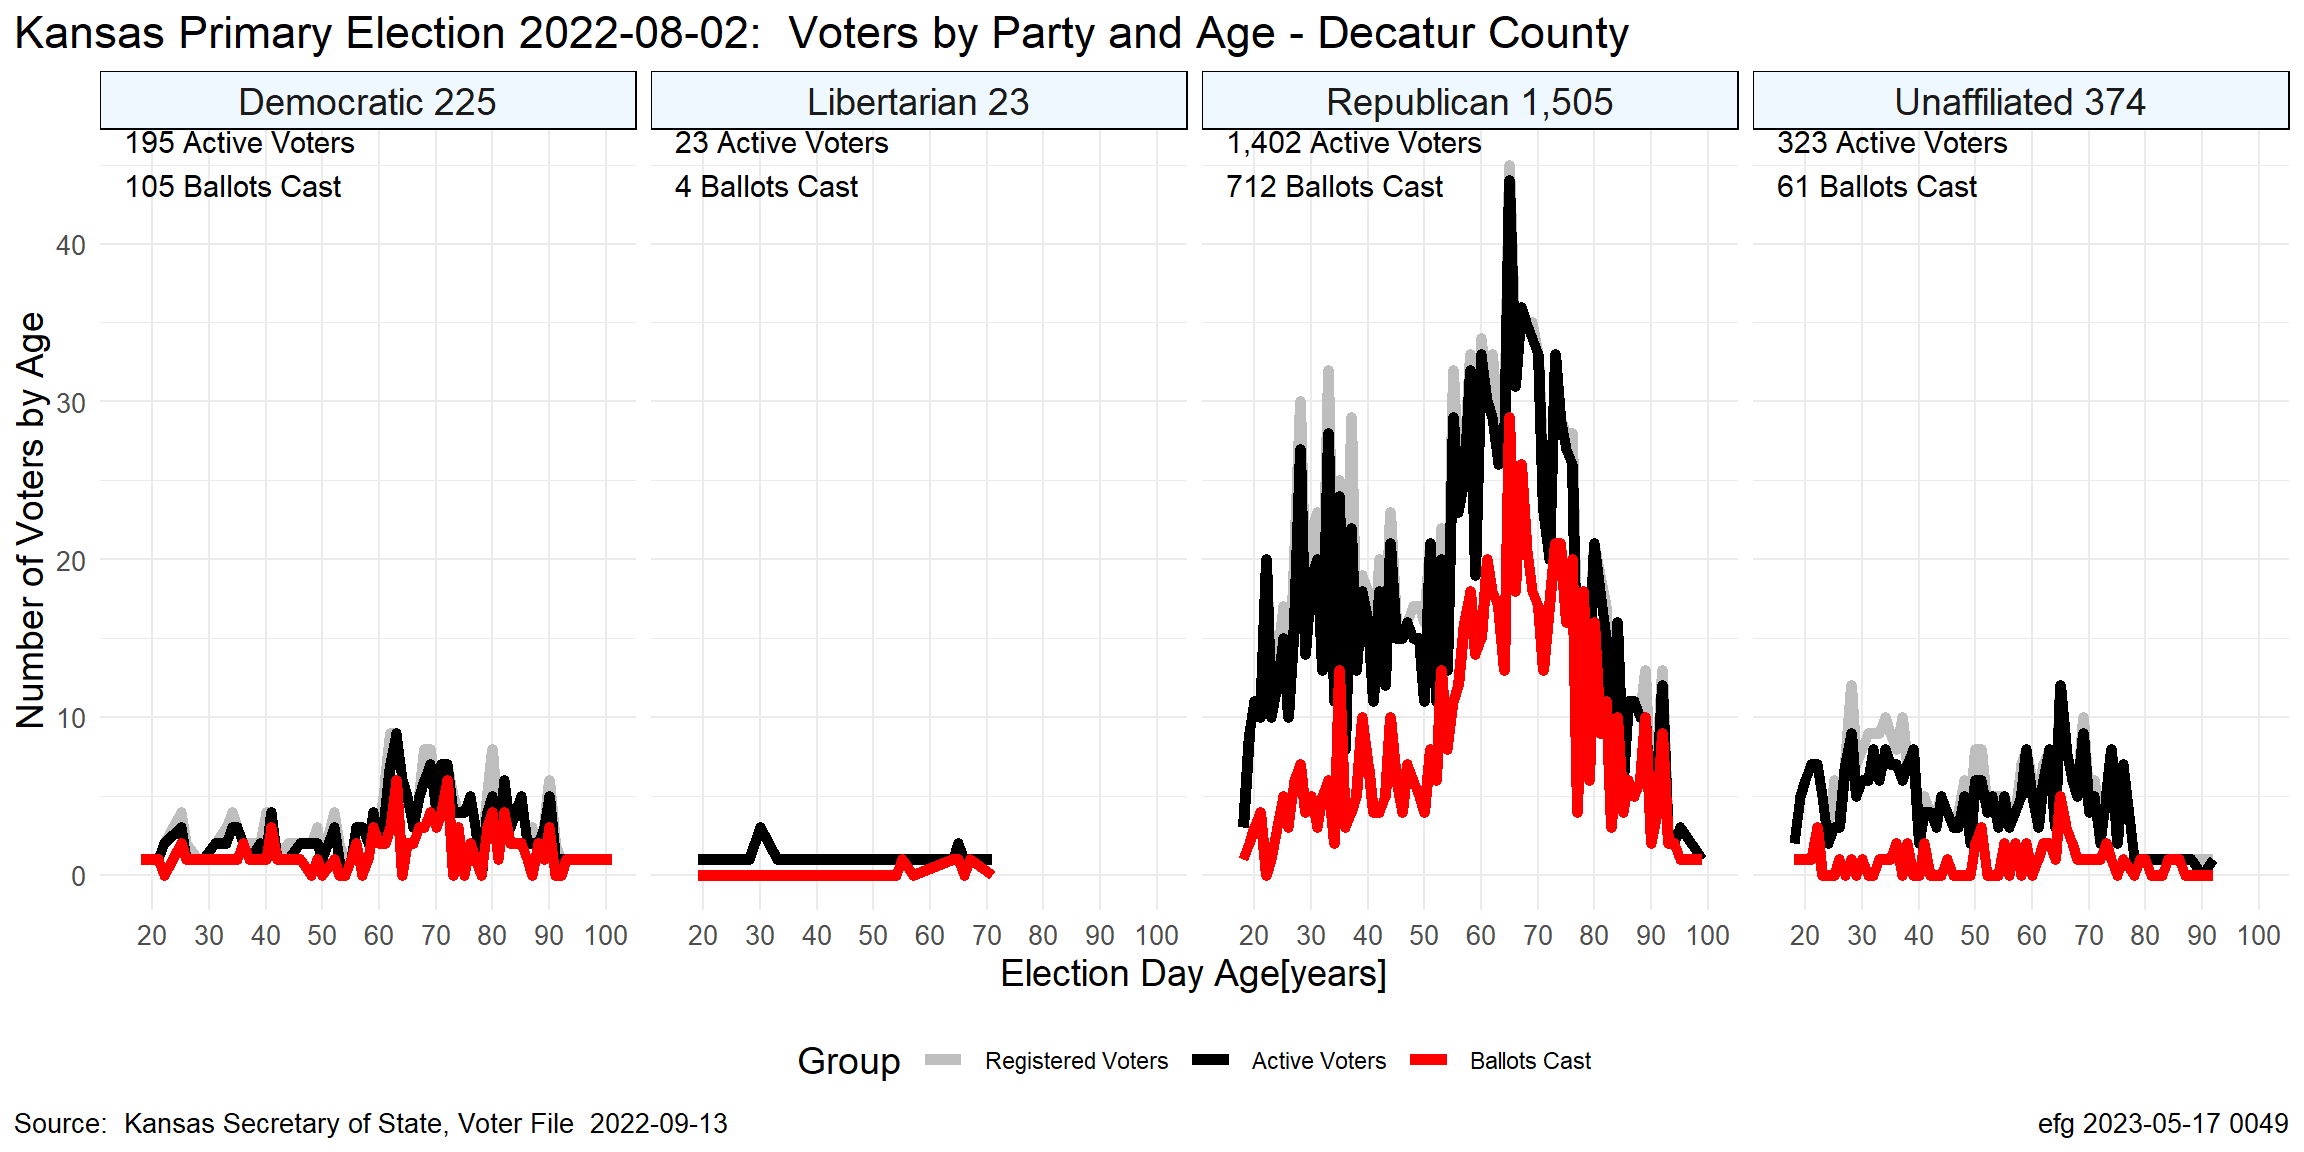 Kansas Primary Election 2022-08-02:  Voters by Party and Age - Decatur County
Democratic 225
Libertarian 23
Republican 1,505
Unaffiliated 374
195 Active Voters
105 Ballots Cast
23 Active Voters
4 Ballots Cast
1,402 Active Voters
712 Ballots Cast
323 Active Voters
61 Ballots Cast
Number of Voters by Age
40
30
20
10
0
20 30 40 50 60 70 80 90 100
20 30 40 50 60 70 80 90 100
20 30 40 50 60 70 80 90 100
20 30 40 50 60 70 80 90 100
Election Day Age[years]
Group Registered Voters Active Voters Ballots Cast
Source:  Kansas Secretary of State, Voter File  2022-09-13
efg 2023-05-17 0049